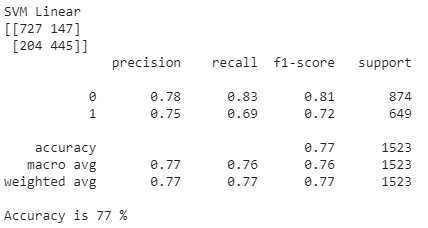 SVM Linear
[[727 147]
 [204 445]]
              precision    recall  f1-score   support

           0       0.78      0.83      0.81       874
           1       0.75      0.69      0.72       649

    accuracy                           0.77      1523
   macro avg       0.77      0.76      0.76      1523
weighted avg       0.77      0.77      0.77      1523

Accuracy is 77 %